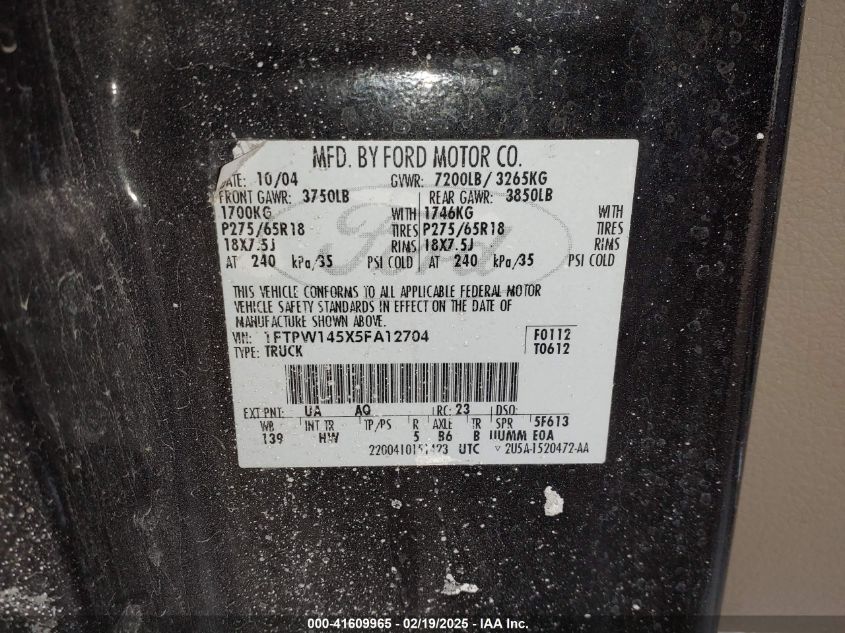 MFD. BY FORD MOTOR CO.
DATE: 10/04 GVWR: 7200LB/ 3265KG
FRONT GAWR: 3750LB REAR GAWR: 3850LB
1700KG WITH 1746KG WITH
P275/65R18 TIRES P275/65R18 TIRES
18X7.5J RIMS 18X7.5J RIMS
AT 240 kPa/35 PSI COLD AT 240 kPa/35 PSI COLD
Ford
THIS VEHICLE CONFORMS TO ALL APPLICABLE FEDERAL MOTOR
VEHICLE SAFETY STANDARDS IN EFFECT ON THE DATE OF
MANUFACTURE SHOWN ABOVE.
VIN: 1FTPW145X5FA12704 F0112
TYPE: TRUCK T0612
EXT PNT: UA AQ RC: 23 DSO:
WB INT TR TP/PS R AXLE TR SPR 5F613
139 HW 5 B6 B UUMM E0A
UTC 2U5A-1520472-AA
000-41609965 - 02/19/2025 - IAA Inc.